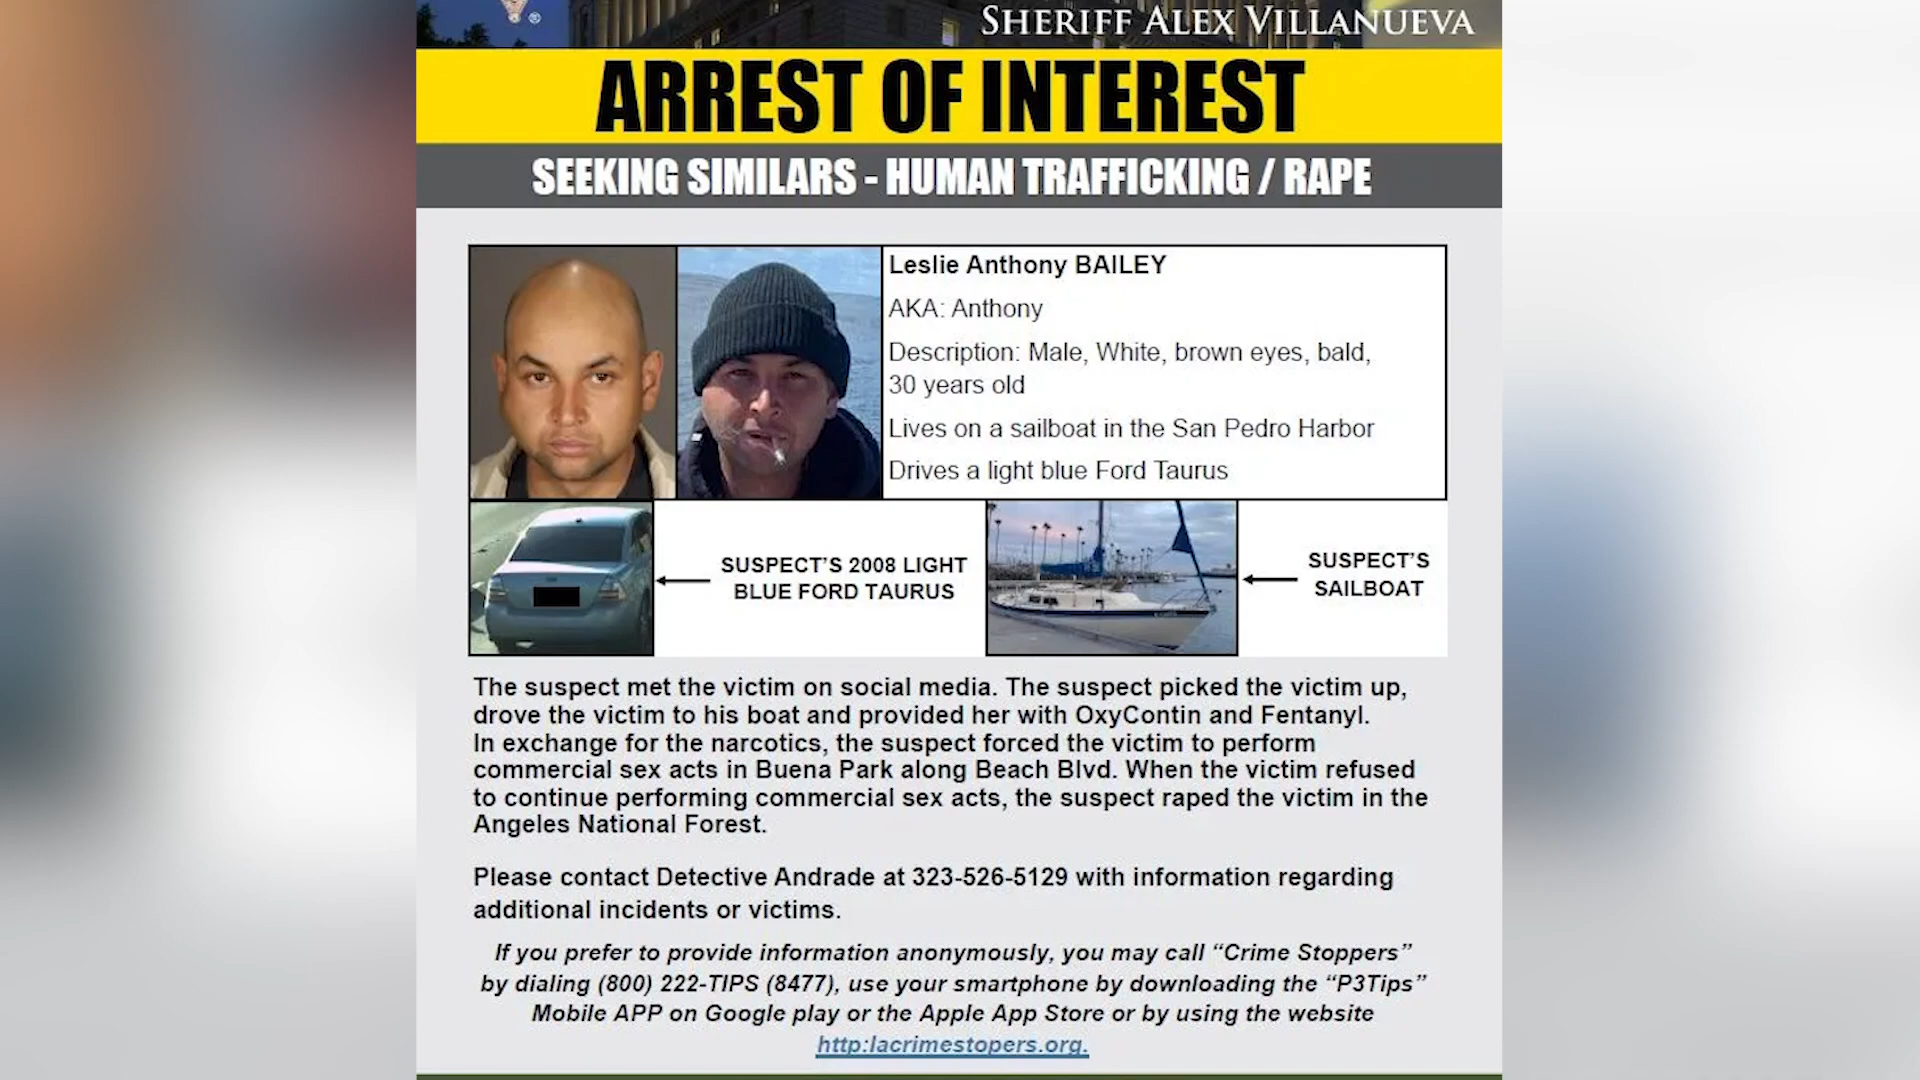 SHERIFF ALEX VILLANUEVA
ARREST OF INTEREST
SEEKING SIMILARS - HUMAN TRAFFICKING / RAPE
Leslie Anthony BAILEY
AKA: Anthony
Description: Male, White, brown eyes, bald,
30 years old
Lives on a sailboat in the San Pedro Harbor
Drives a light blue Ford Taurus
SUSPECT'S 2008 LIGHT
BLUE FORD TAURUS
SUSPECT'S
SAILBOAT
The suspect met the victim on social media. The suspect picked the victim up,
drove the victim to his boat and provided her with OxyContin and Fentanyl.
In exchange for the narcotics, the suspect forced the victim to perform
commercial sex acts in Buena Park along Beach Blvd. When the victim refused
to continue performing commercial sex acts, the suspect raped the victim in the
Angeles National Forest.
Please contact Detective Andrade at 323-526-5129 with information regarding
additional incidents or victims.
If you prefer to provide information anonymously, you may call “Crime Stoppers”
by dialing (800) 222-TIPS (8477), use your smartphone by downloading the “P3Tips”
Mobile APP on Google play or the Apple App Store or by using the website
http:lacrimestopers.org.